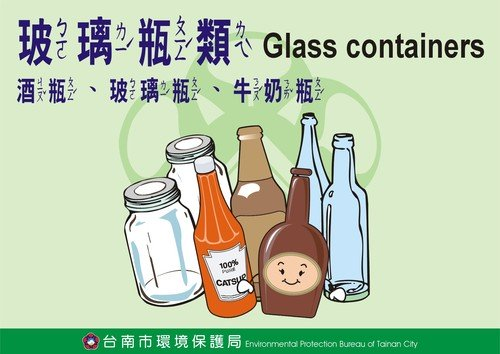 玻璃瓶類 Glass containers
酒瓶、玻璃瓶、牛奶瓶
100%
CATSUP
台南市環境保護局 Environmental Protection Bureau of Tainan City